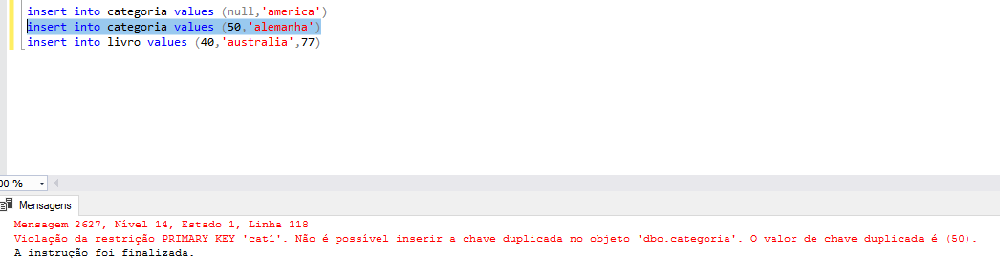 insert into categoria values (null,'america')
insert into categoria values (50,'alemanha')
insert into livro values (40,'australia',77)
00 %
Mensagens
Mensagem 2627, Nível 14, Estado 1, Linha 118
Violação da restrição PRIMARY KEY 'cat1'. Não é possível inserir a chave duplicada no objeto 'dbo.categoria'. O valor de chave duplicada é (50).
A instrução foi finalizada.